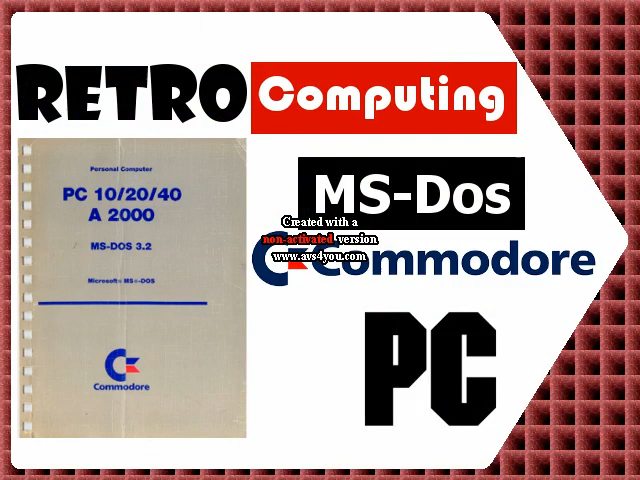 RETRO Computing
Personal Computer
PC 10/20/40
A 2000
MS-DOS 3.2
Microsoft® MS®-DOS
Commodore
MS-Dos
Created with a
non-activated version
www.avs4you.com
Commodore
PC